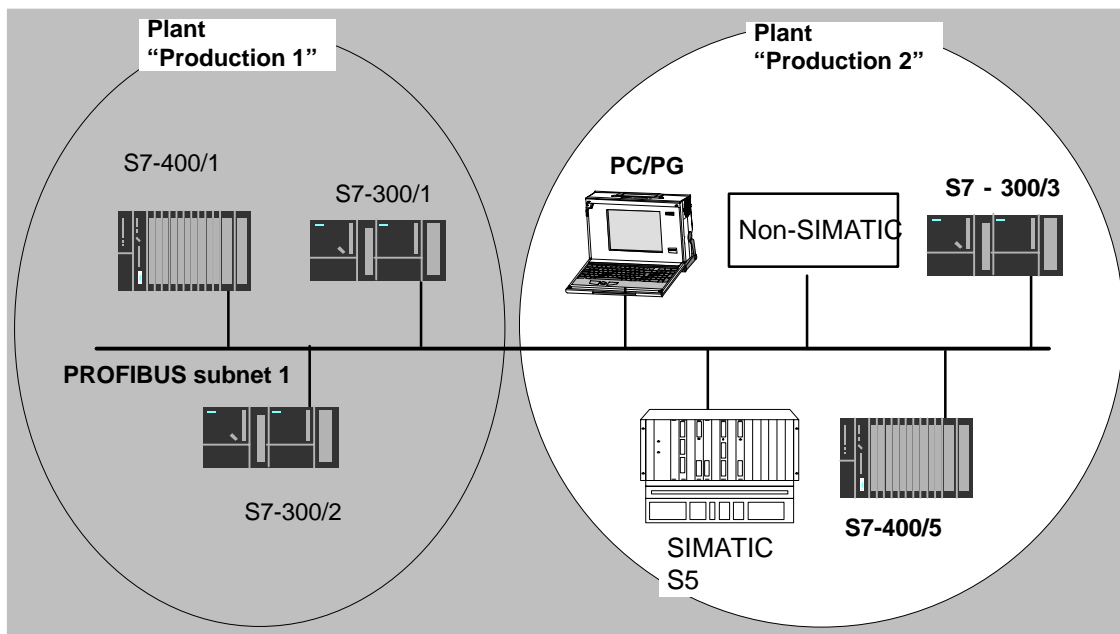 Plant
“Production 1”
Plant
“Production 2”
S7-400/1
S7-300/1
PC/PG
Non-SIMATIC
S7 - 300/3
PROFIBUS subnet 1
S7-300/2
SIMATIC
S5
S7-400/5